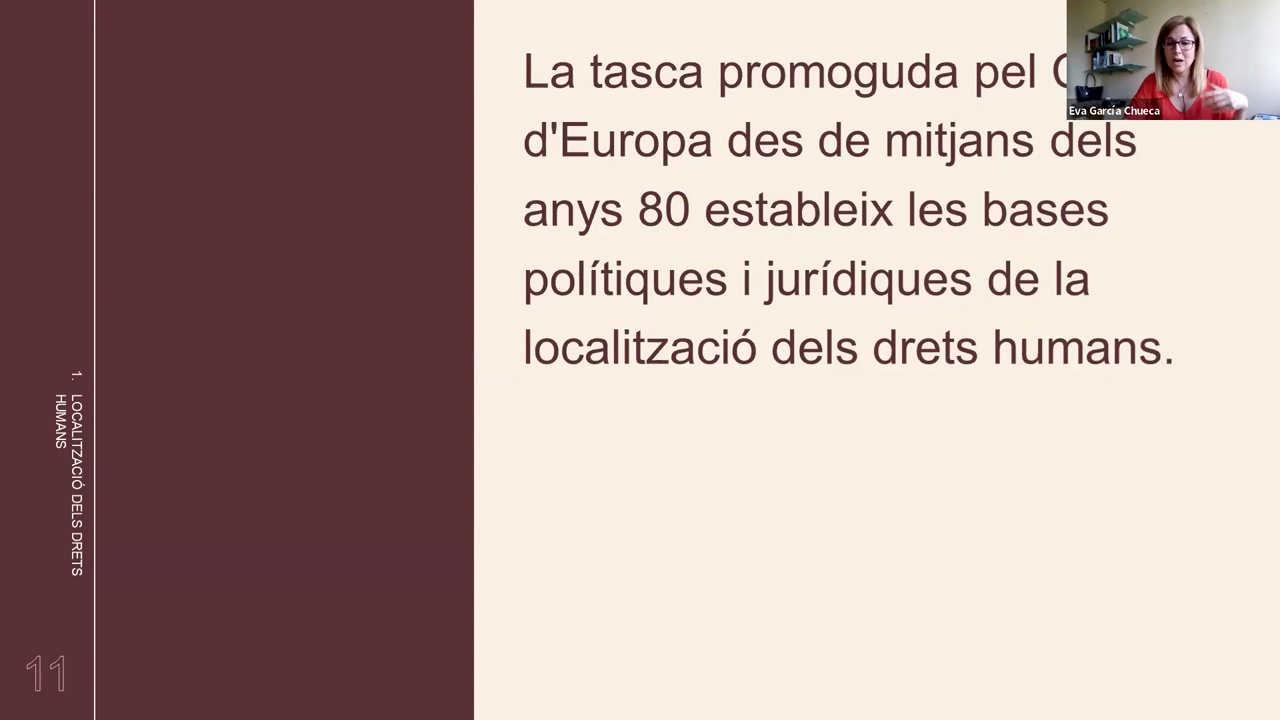 La tasca promoguda pel
d'Europa des de mitjans dels
anys 80 estableix les bases
polítiques i jurídiques de la
localització dels drets humans.
Eva García Chueca
1. LOCALITZACIÓ DELS DRETS
HUMANS
11